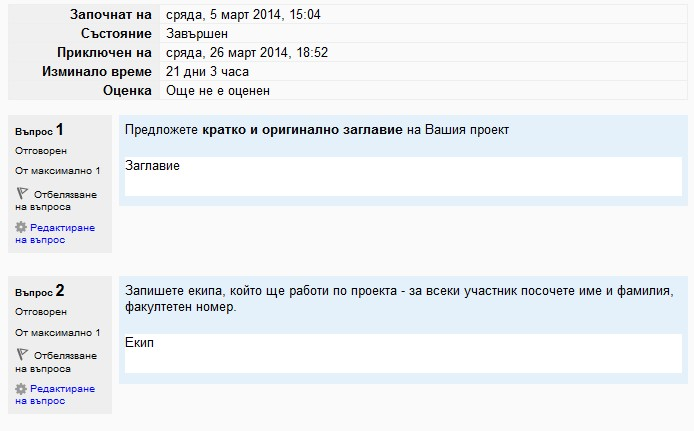 Започнат на сряда, 5 март 2014, 15:04
Състояние Завършен
Приключен на сряда, 26 март 2014, 18:52
Изминало време 21 дни 3 часа
Оценка Още не е оценен
Въпрос 1
Отговорен
От максимално 1
Отбелязване
на въпроса
Редактиране
на въпрос
Предложете кратко и оригинално заглавие на Вашия проект
Заглавие
Въпрос 2
Отговорен
От максимално 1
Отбелязване
на въпроса
Редактиране
на въпрос
Запишете екипа, който ще работи по проекта - за всеки участник посочете име и фамилия,
факултетен номер.
Екип